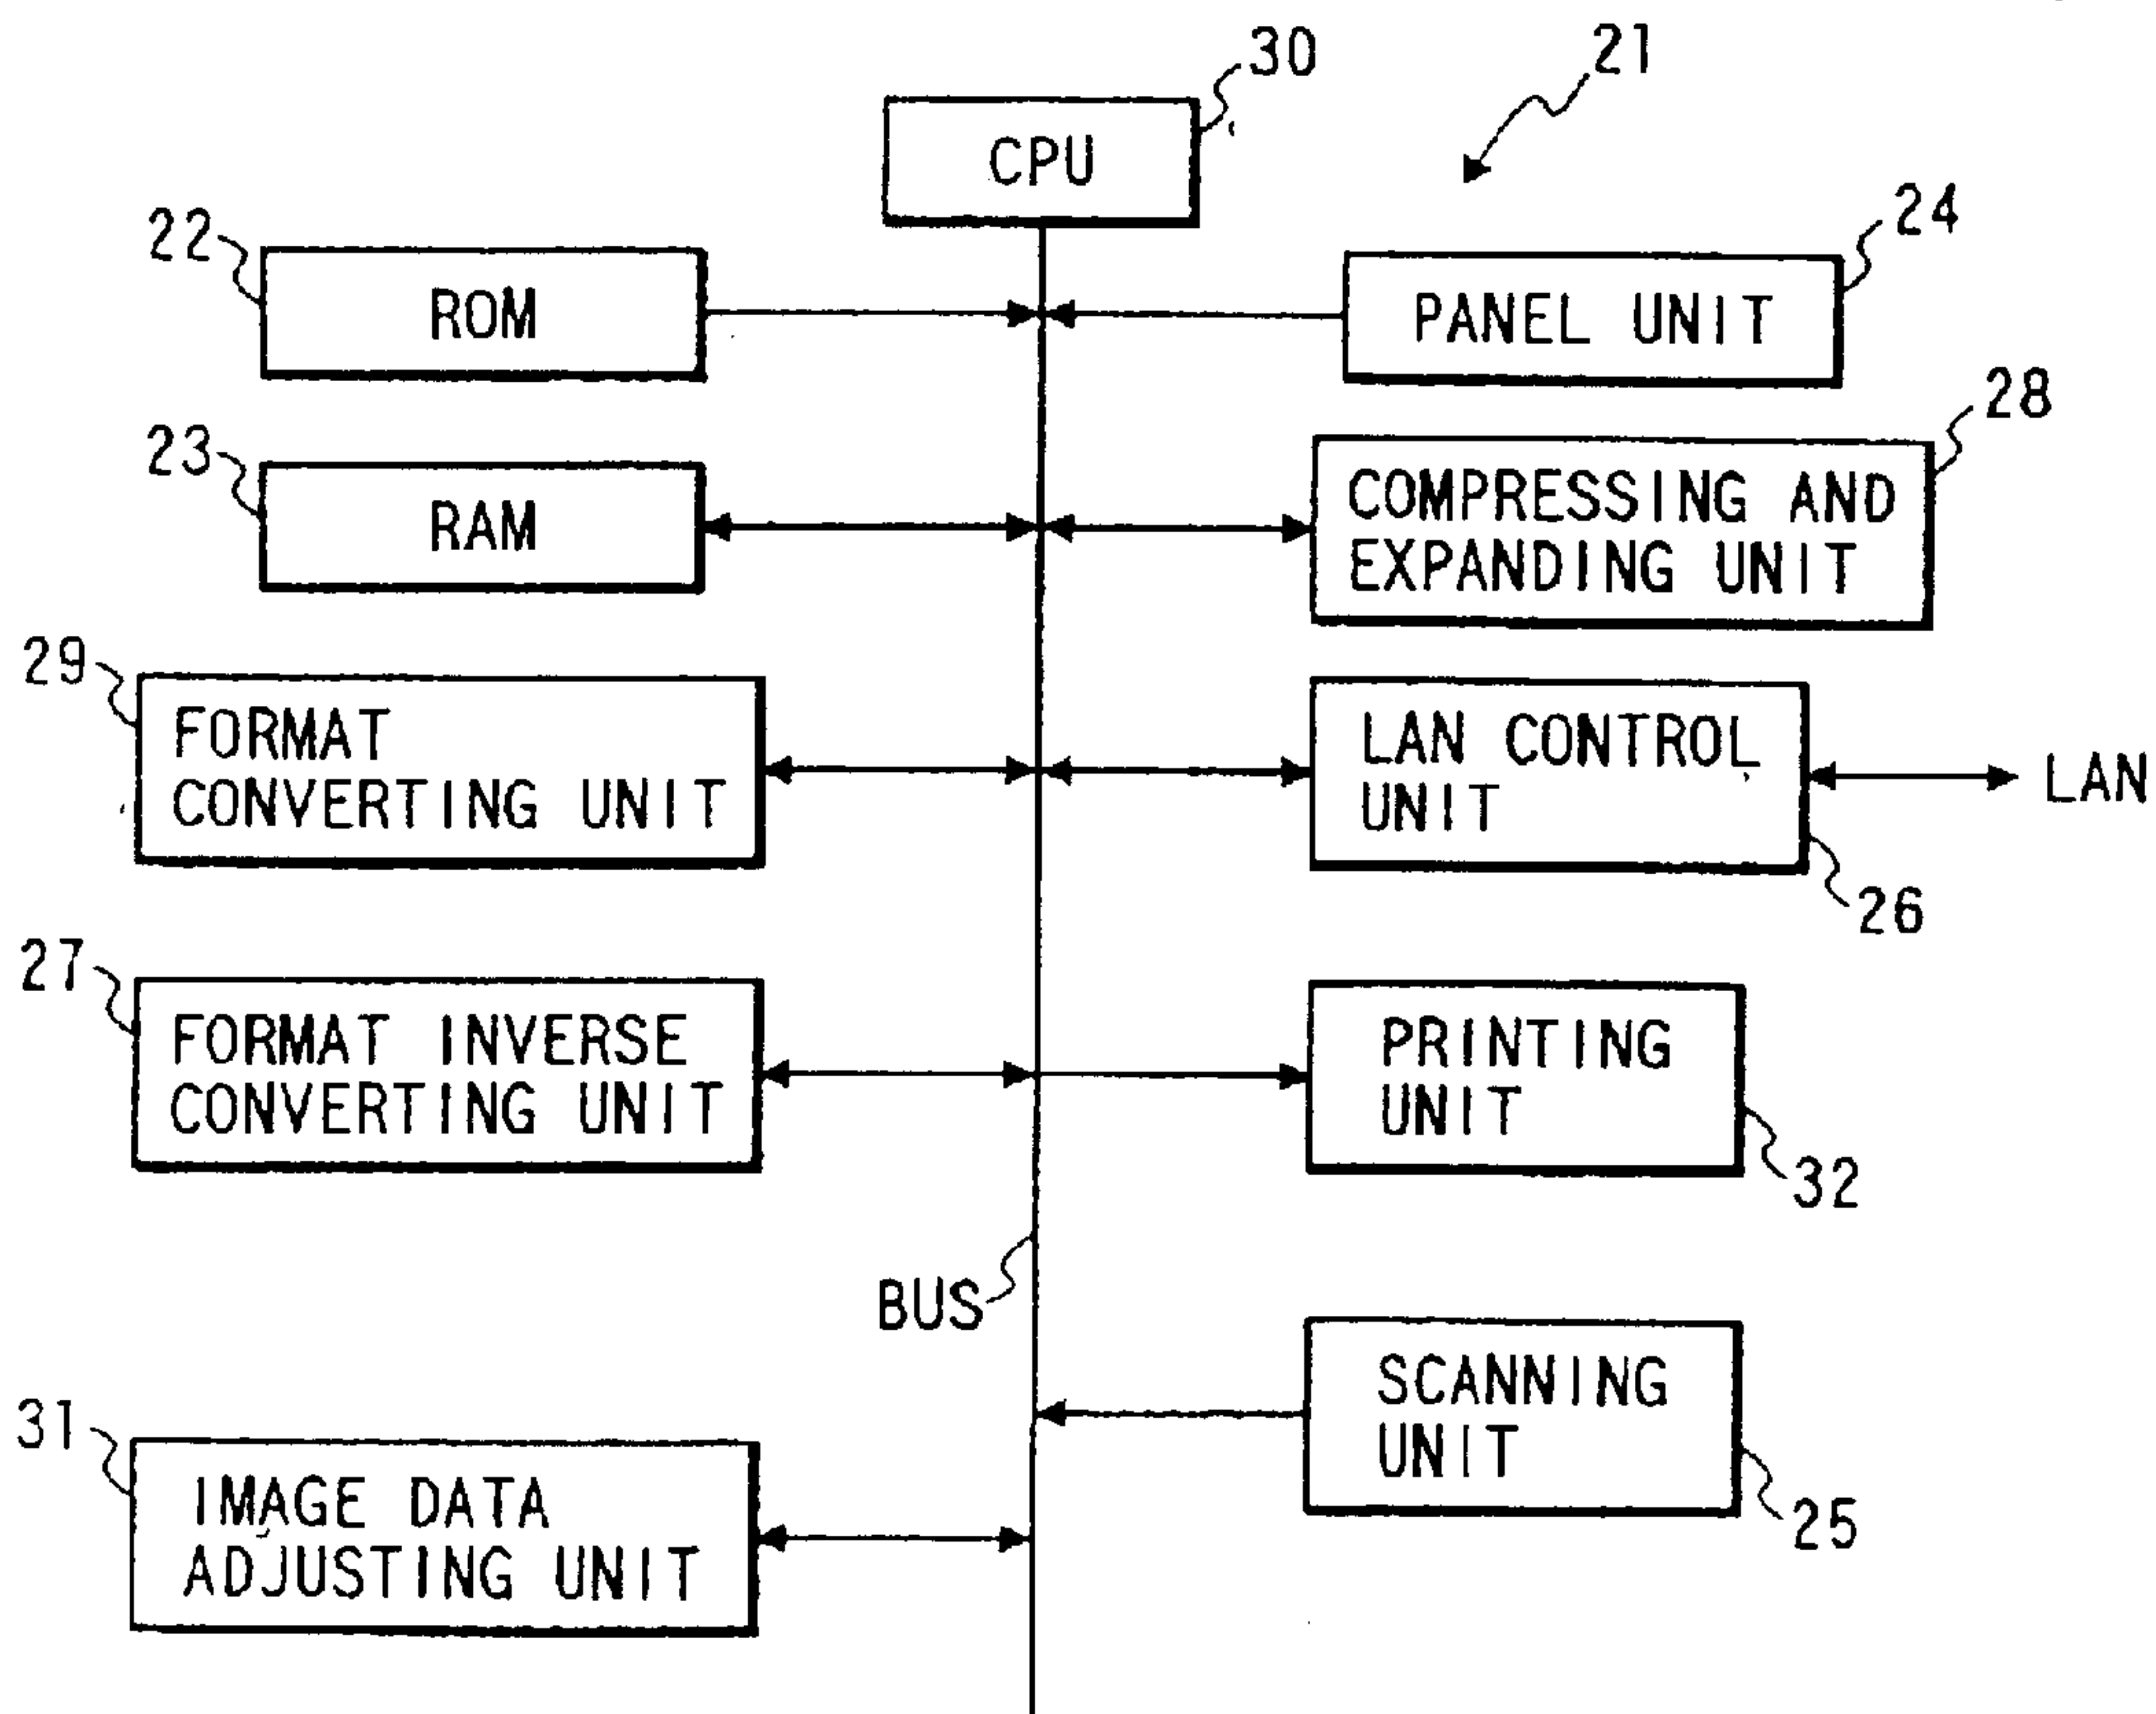 30
21
CPU
22
ROM
24
PANEL UNIT
23
RAM
28
COMPRESSING AND
EXPANDING UNIT
29
FORMAT
CONVERTING UNIT
LAN CONTROL
UNIT
LAN
26
27
FORMAT INVERSE
CONVERTING UNIT
PRINTING
UNIT
32
BUS
SCANNING
UNIT
25
31
IMAGE DATA
ADJUSTING UNIT